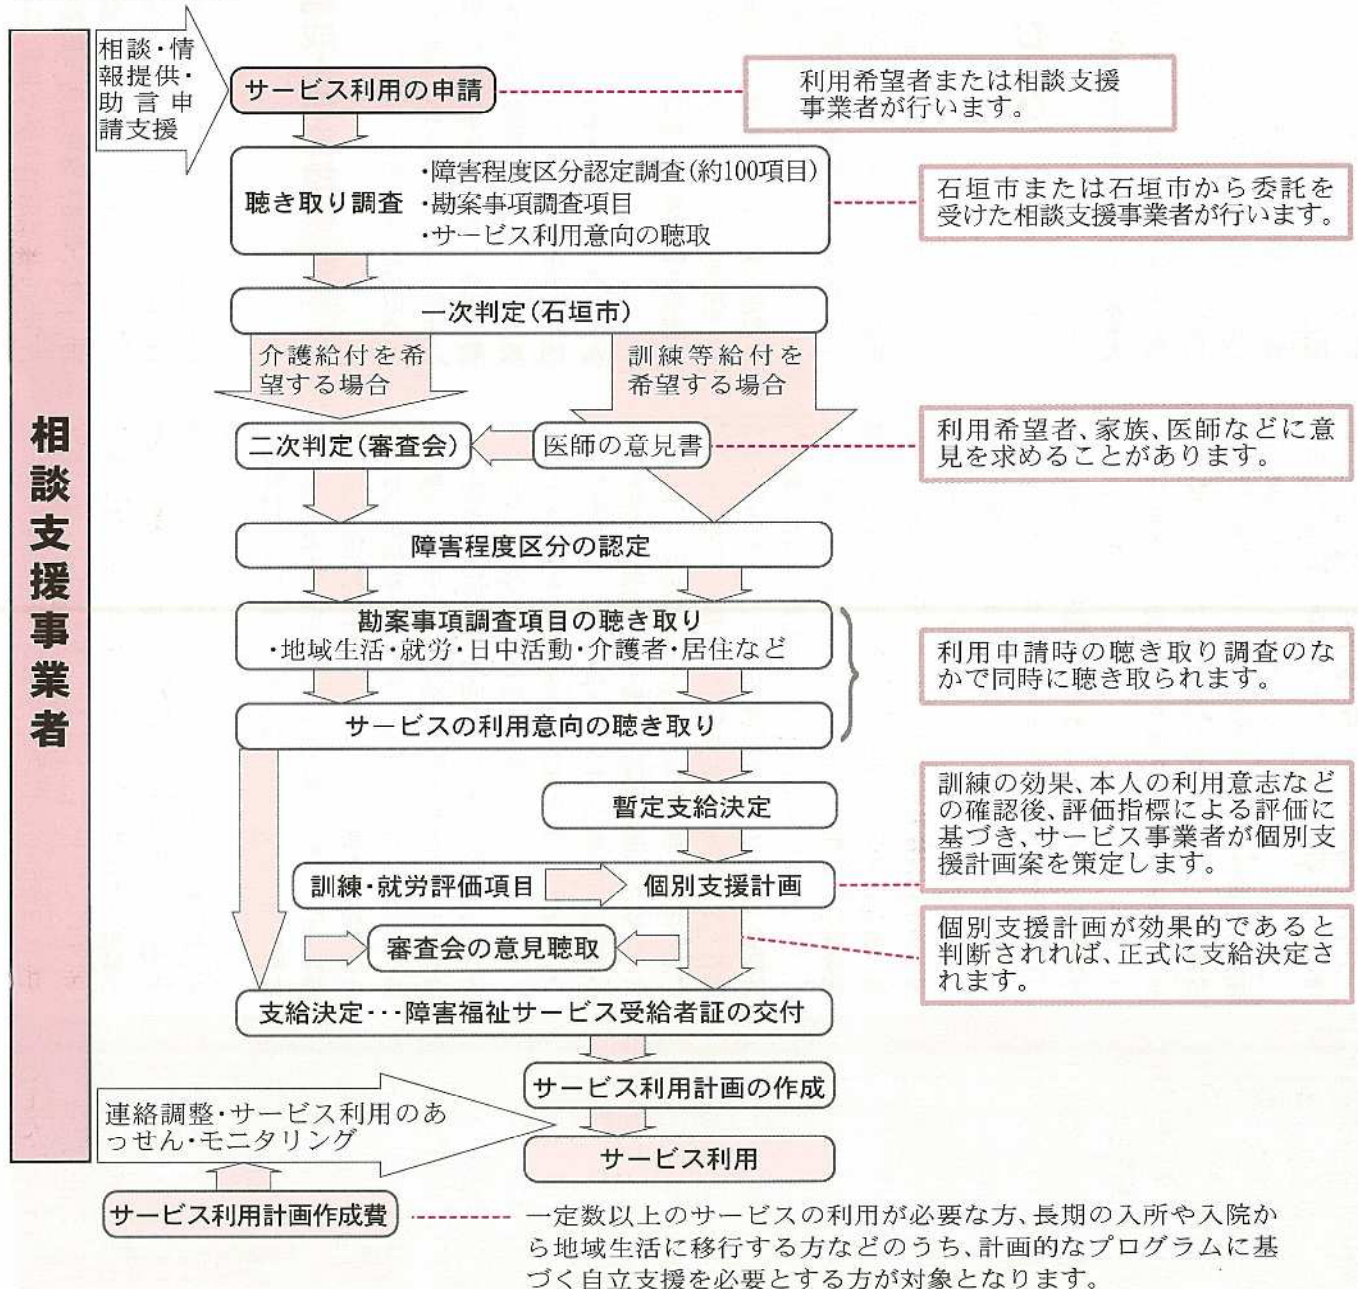 相談支援事業者
相談・情
報提供・
助言申
請支援
サービス利用の申請
利用希望者または相談支援
事業者が行います。
聴き取り調査
・障害程度区分認定調査(約100項目)
・勘案事項調査項目
・サービス利用意向の聴取
石垣市または石垣市から委託を
受けた相談支援事業者が行います。
一次判定(石垣市)
介護給付を希
望する場合
訓練等給付を
希望する場合
二次判定(審査会)
医師の意見書
利用希望者、家族、医師などに意
見を求めることがあります。
障害程度区分の認定
勘案事項調査項目の聴き取り
・地域生活・就労・日中活動・介護者・居住など
利用申請時の聴き取り調査のな
かで同時に聴き取られます。
サービスの利用意向の聴き取り
暫定支給決定
訓練の効果、本人の利用意志など
の確認後、評価指標による評価に
基づき、サービス事業者が個別支
援計画案を策定します。
訓練・就労評価項目
個別支援計画
審査会の意見聴取
個別支援計画が効果的であると
判断されれば、正式に支給決定さ
れます。
支給決定…障害福祉サービス受給者証の交付
サービス利用計画の作成
連絡調整・サービス利用のあ
っせん・モニタリング
サービス利用
サービス利用計画作成費
一定数以上のサービスの利用が必要な方、長期の入所や入院か
ら地域生活に移行する方などのうち、計画的なプログラムに基
づく自立支援を必要とする方が対象となります。